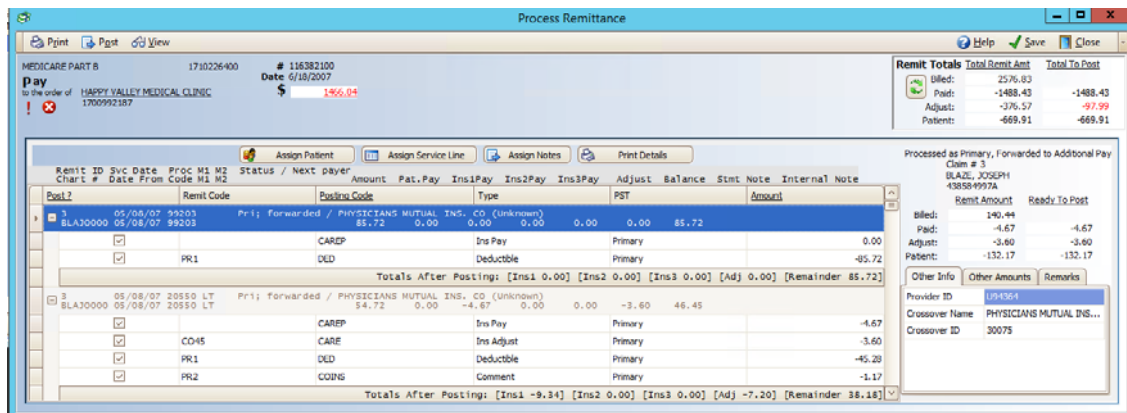 Process Remittance
Print Post View Help Save Close
MEDICARE PART B 1710226400 # 116382100
Date 6/18/2007
Pay
to the order of HAPPY VALLEY MEDICAL CLINIC $ 1466.04
1700992187
Remit Totals Total Remit Amt Total To Post
Billed: 2576.83
Paid: -1488.43 -1488.43
Adjust: -376.57 -97.99
Patient: -669.91 -669.91
Assign Patient Assign Service Line Assign Notes Print Details
Remit ID Svc Date Proc M1 M2 Status / Next payer
Chart # Date From Code M1 M2 Amount Pat.Pay Ins1Pay Ins2Pay Ins3Pay Adjust Balance Stmt Note Internal Note
Post ? Remit Code Posting Code Type PST Amount
3 05/08/07 99203 Pri; forwarded / PHYSICIANS MUTUAL INS. CO (Unknown)
BLAJO000 05/08/07 99203 85.72 0.00 0.00 0.00 0.00 0.00 85.72
CAREP Ins Pay Primary 0.00
PR1 DED Deductible Primary -85.72
Totals After Posting: [Ins1 0.00] [Ins2 0.00] [Ins3 0.00] [Adj 0.00] [Remainder 85.72]
3 05/08/07 20550 LT Pri; forwarded / PHYSICIANS MUTUAL INS. CO (Unknown)
BLAJO000 05/08/07 20550 LT 54.72 0.00 -4.67 0.00 0.00 -3.60 46.45
CAREP Ins Pay Primary -4.67
CO45 CARE Ins Adjust Primary -3.60
PR1 DED Deductible Primary -45.28
PR2 COINS Comment Primary -1.17
Totals After Posting: [Ins1 -9.34] [Ins2 0.00] [Ins3 0.00] [Adj -7.20] [Remainder 38.18]
Processed as Primary, Forwarded to Additional Pay
Claim # 3
BLAZE, JOSEPH
438584997A
Remit Amount Ready To Post
Billed: 140.44
Paid: -4.67 -4.67
Adjust: -3.60 -3.60
Patient: -132.17 -132.17
Other Info Other Amounts Remarks
Provider ID U94364
Crossover Name PHYSICIANS MUTUAL INS...
Crossover ID 30075